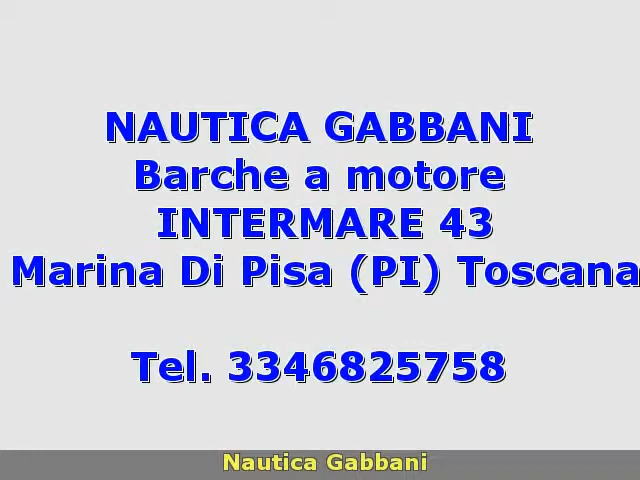 NAUTICA GABBANI
Barche a motore
INTERMARE 43
Marina Di Pisa (PI) Toscana
Tel. 3346825758
Nautica Gabbani